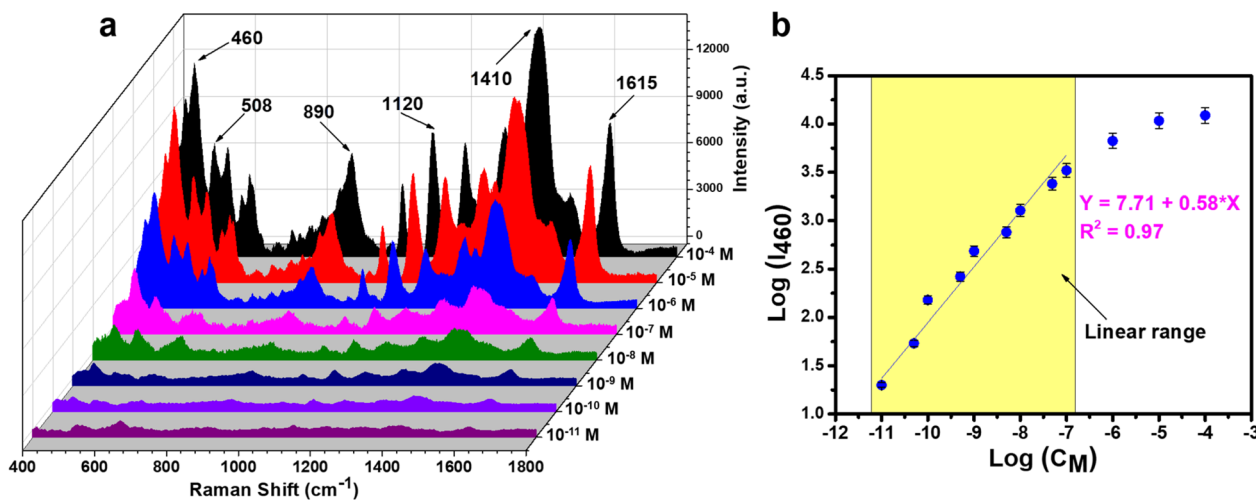 a
460
508
890
1120
1410
1615
12000
9000
6000
3000
0
Intensity (a.u.)
10⁻⁴ M
10⁻⁵ M
10⁻⁶ M
10⁻⁷ M
10⁻⁸ M
10⁻⁹ M
10⁻¹⁰ M
10⁻¹¹ M
400 600 800 1000 1200 1400 1600 1800
Raman Shift (cm⁻¹)
b
4.5
4.0
3.5
3.0
2.5
2.0
1.5
1.0
Log (I460)
Y = 7.71 + 0.58*X
R² = 0.97
Linear range
-12 -11 -10 -9 -8 -7 -6 -5 -4 -3
Log (CM)